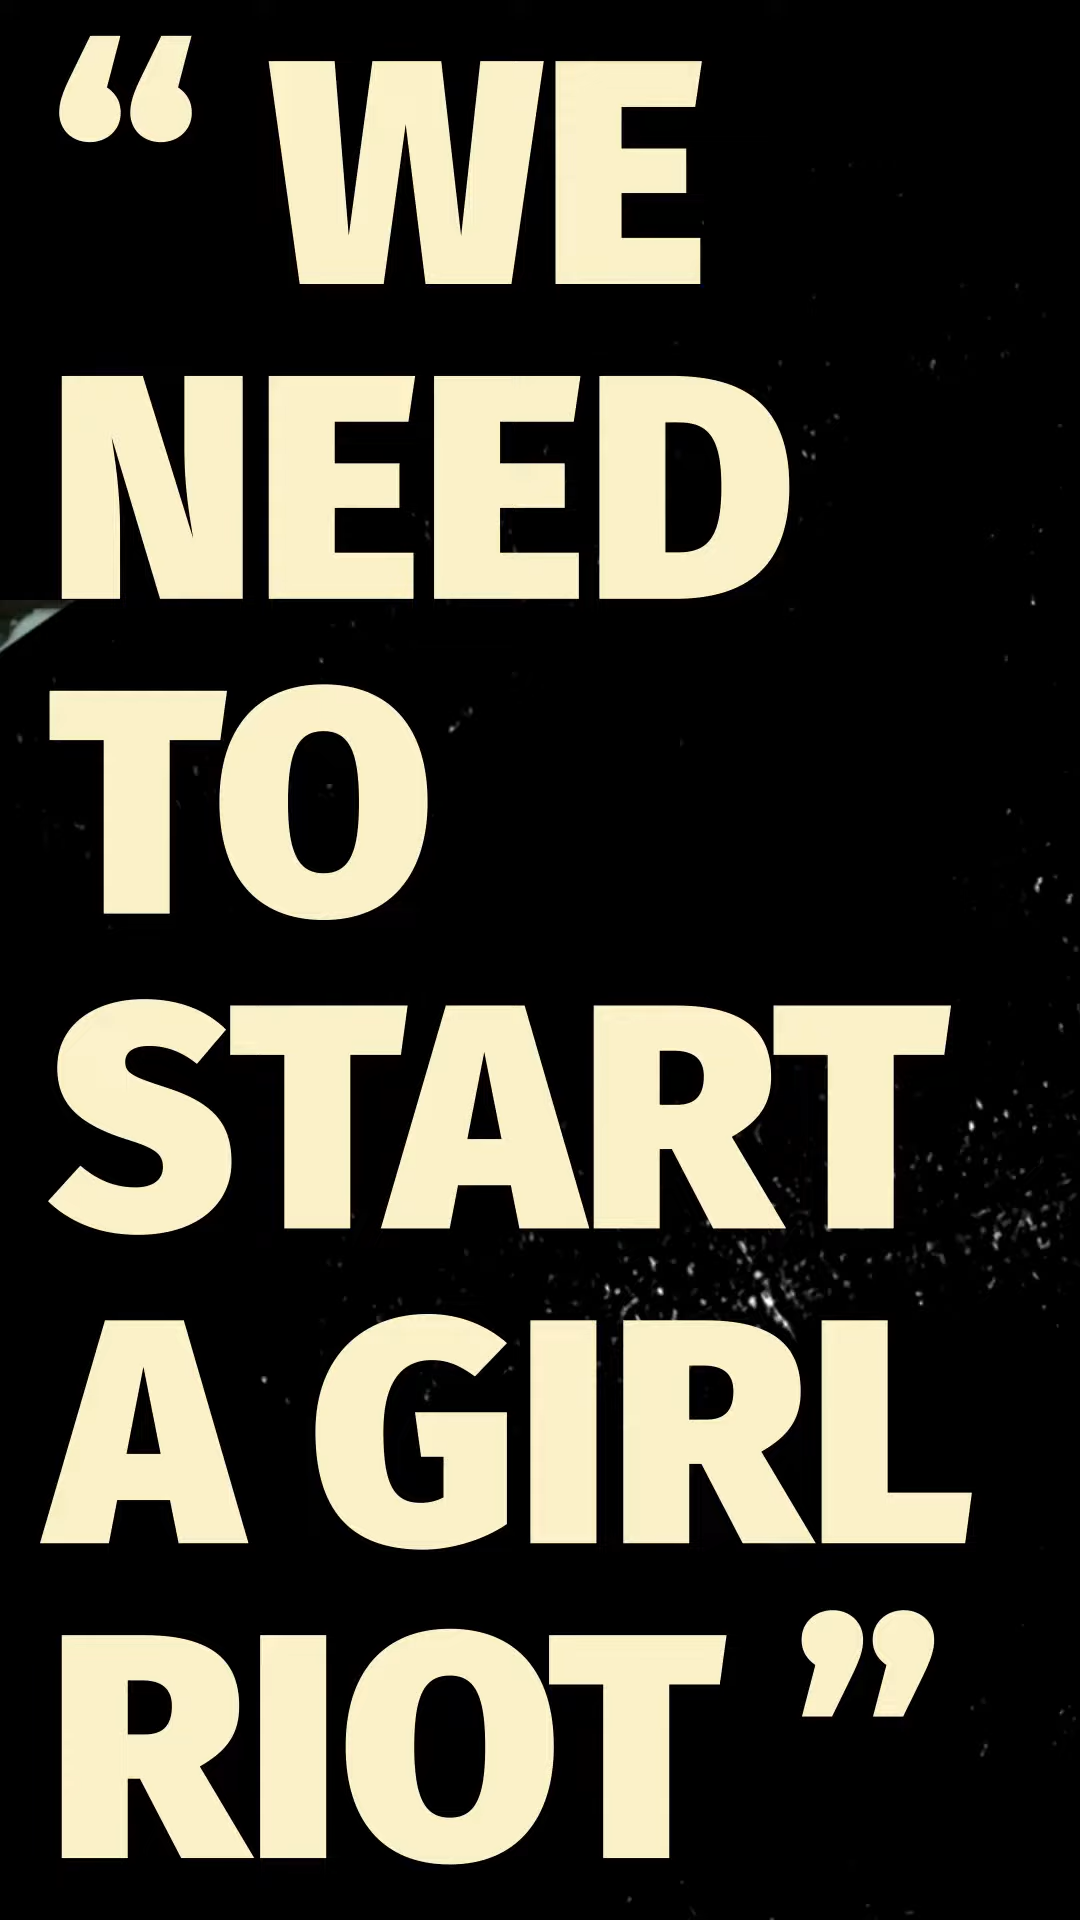 “ WE
NEED
TO
START
A GIRL
RIOT ”